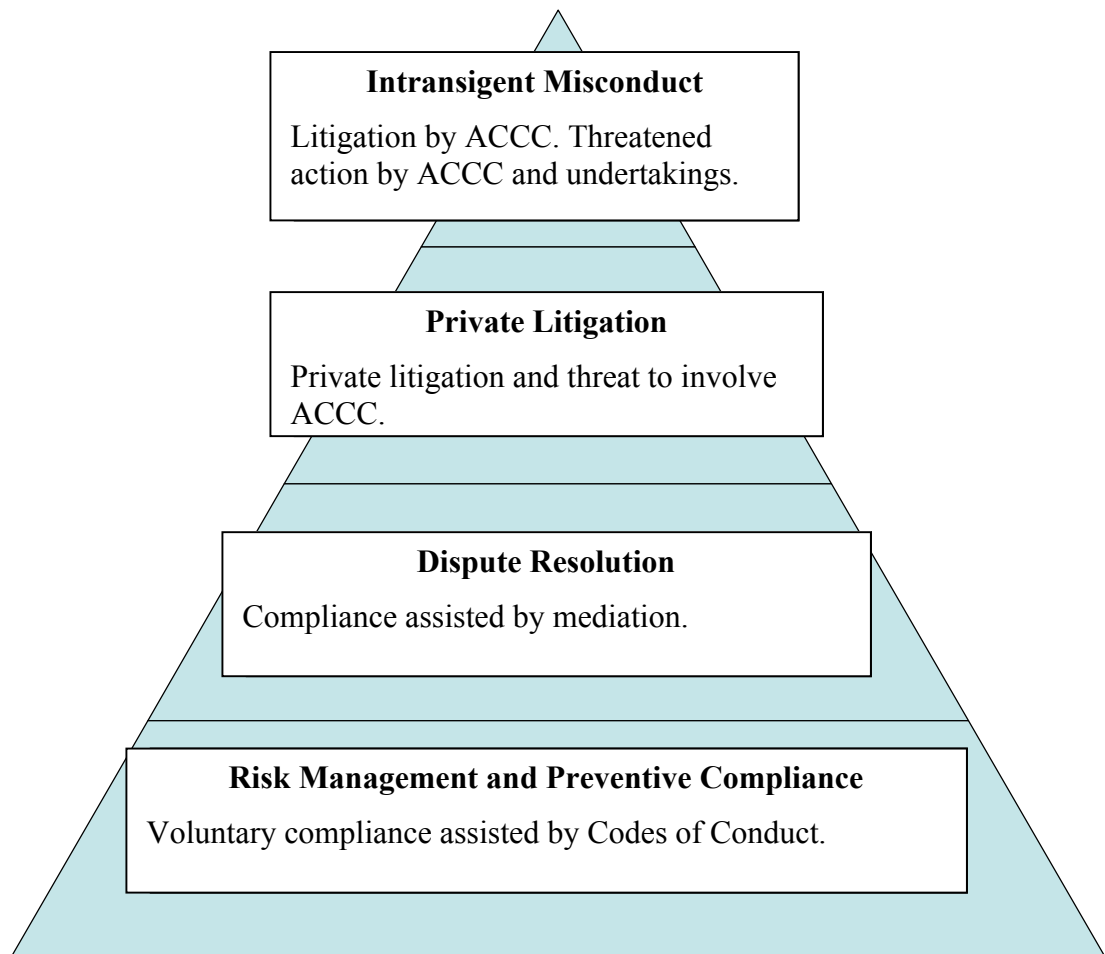 Intransigent Misconduct
Litigation by ACCC. Threatened
action by ACCC and undertakings.
Private Litigation
Private litigation and threat to involve
ACCC.
Dispute Resolution
Compliance assisted by mediation.
Risk Management and Preventive Compliance
Voluntary compliance assisted by Codes of Conduct.